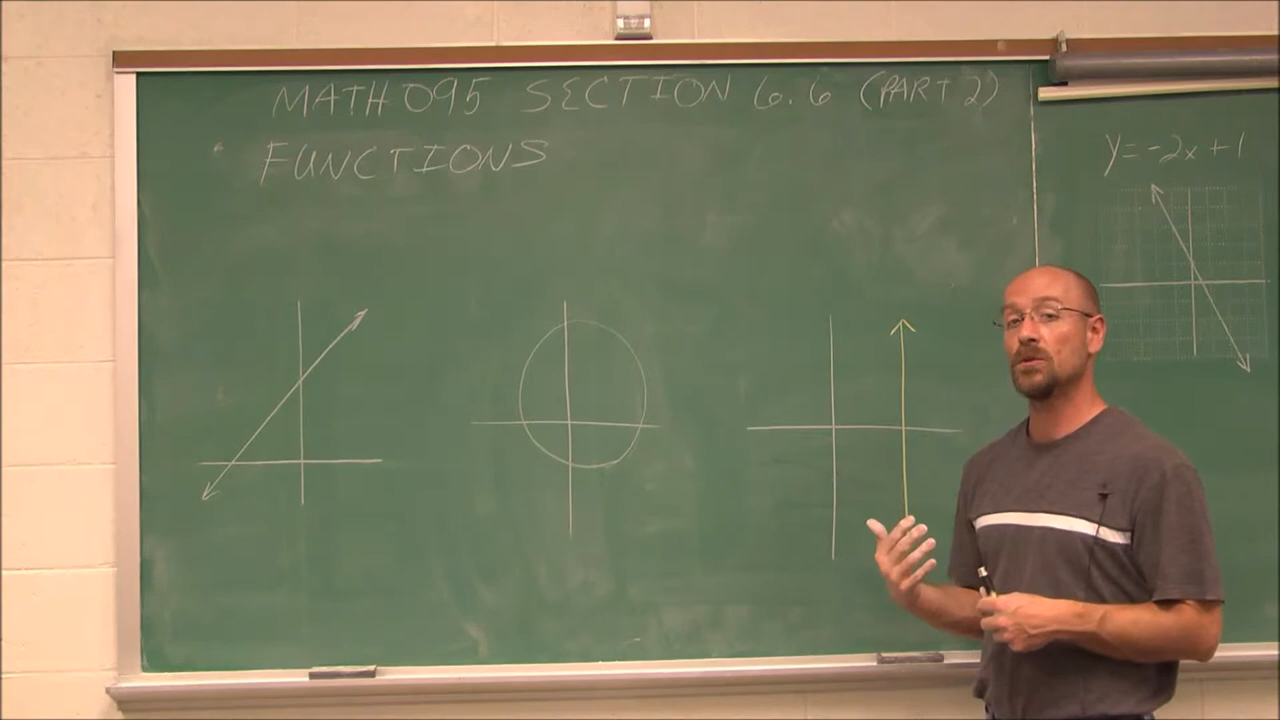 MATH 095 SECTION 6.6 (PART 2)
FUNCTIONS
y = -2x + 1